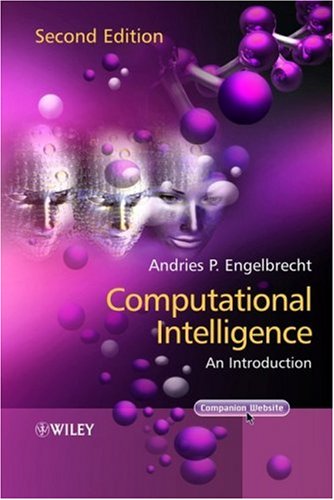 Second Edition
Andries P. Engelbrecht
Computational
Intelligence
An Introduction
Companion Website
WILEY